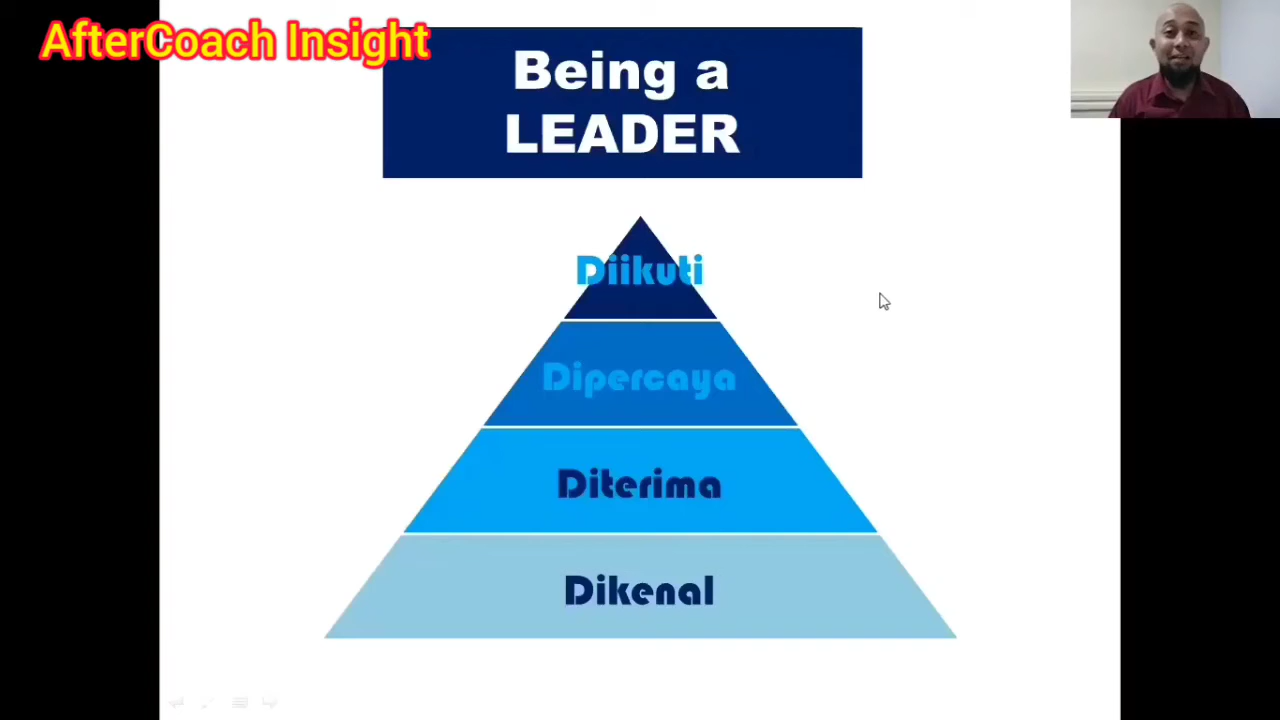 AfterCoach Insight
Being a
LEADER
Diikuti
Dipercaya
Diterima
Dikenal